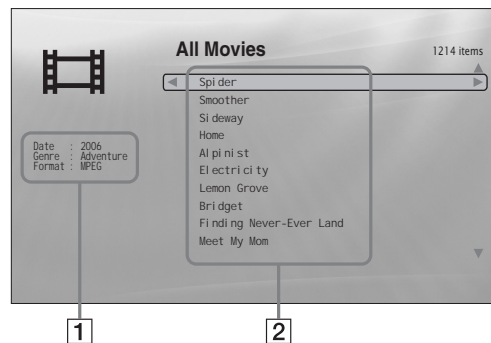 All Movies
1214 items
Spider
Smoother
Sideway
Home
Alpinist
Electricity
Lemon Grove
Bridget
Finding Never-Ever Land
Meet My Mom
Date : 2006
Genre : Adventure
Format : MPEG
1
2